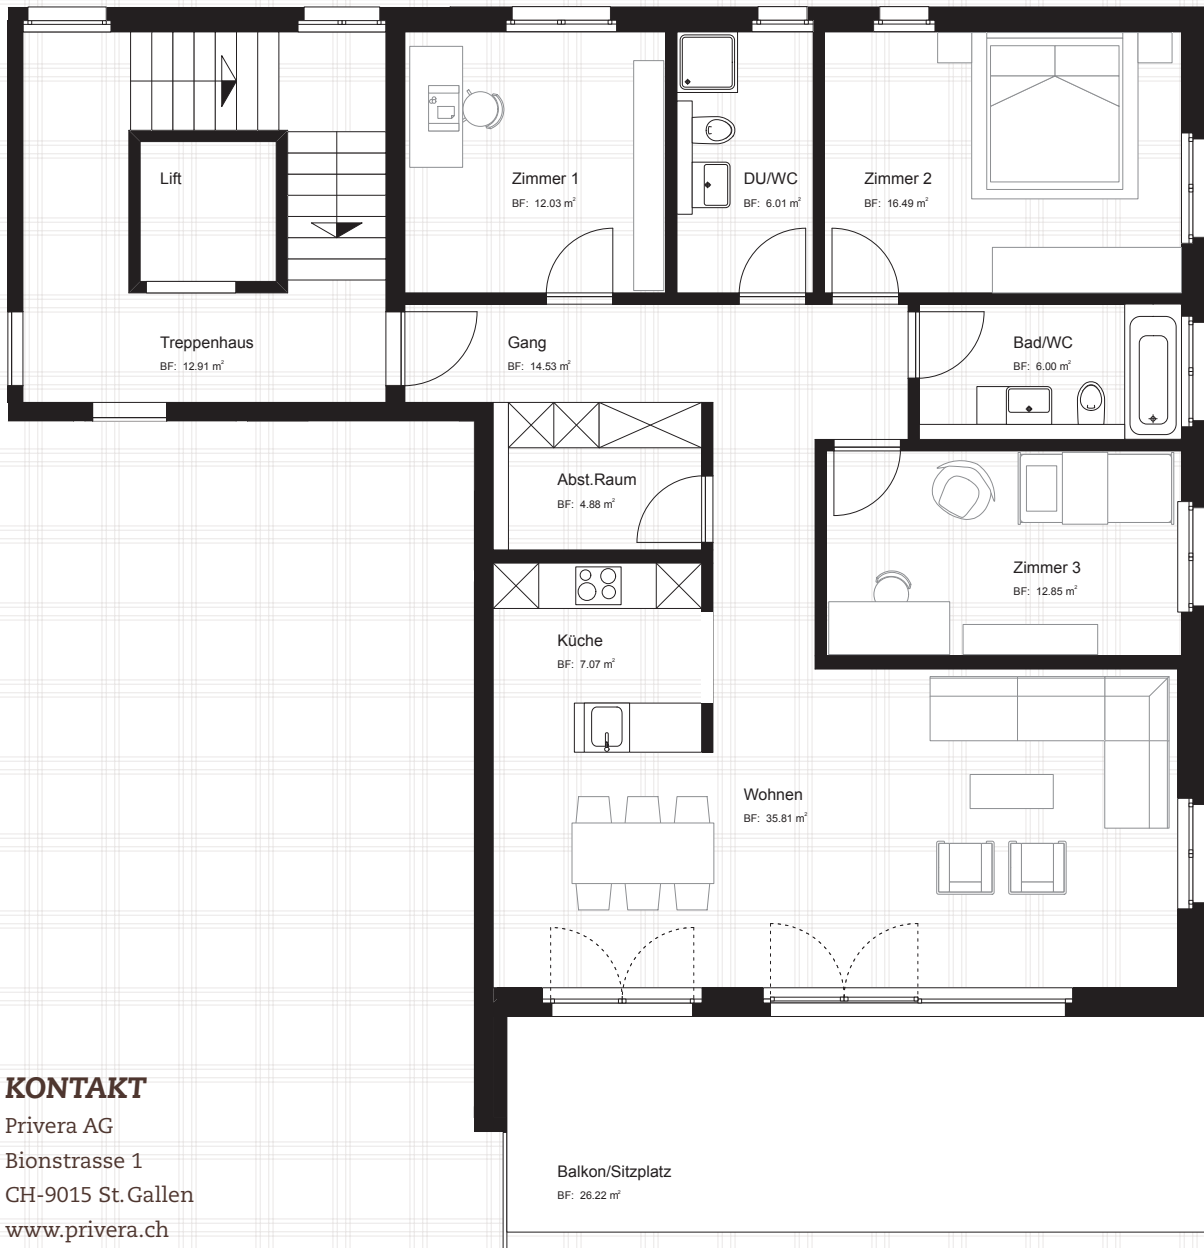 Lift
Zimmer 1
BF: 12.03 m²
DU/WC
BF: 6.01 m²
Zimmer 2
BF: 16.49 m²
Treppenhaus
BF: 12.91 m²
Gang
BF: 14.53 m²
Bad/WC
BF: 6.00 m²
Abst.Raum
BF: 4.88 m²
Zimmer 3
BF: 12.85 m²
Küche
BF: 7.07 m²
Wohnen
BF: 35.81 m²
Balkon/Sitzplatz
BF: 26.22 m²
KONTAKT
Privera AG
Bionstrasse 1
CH-9015 St. Gallen
www.privera.ch